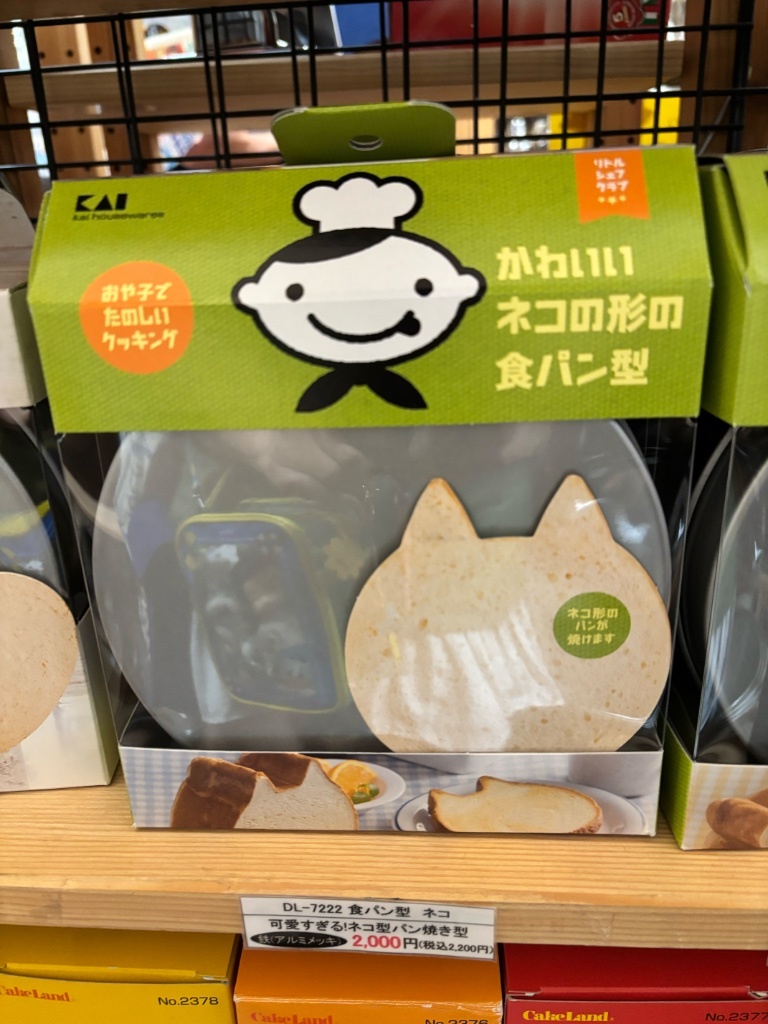 KAI
kai housewares
リトル
シェフ
クラブ
おや子で
たのしい
クッキング
かわいい
ネコの形の
食パン型
ネコ形の
パンが
焼けます
DL-7222 食パン型 ネコ
可愛すぎる!ネコ型パン焼き型
鉄(アルミメッキ) 2,000円(税込2,200円)
CakeLand
No.2378
CakeLand
No.2376
CakeLand
No.2377